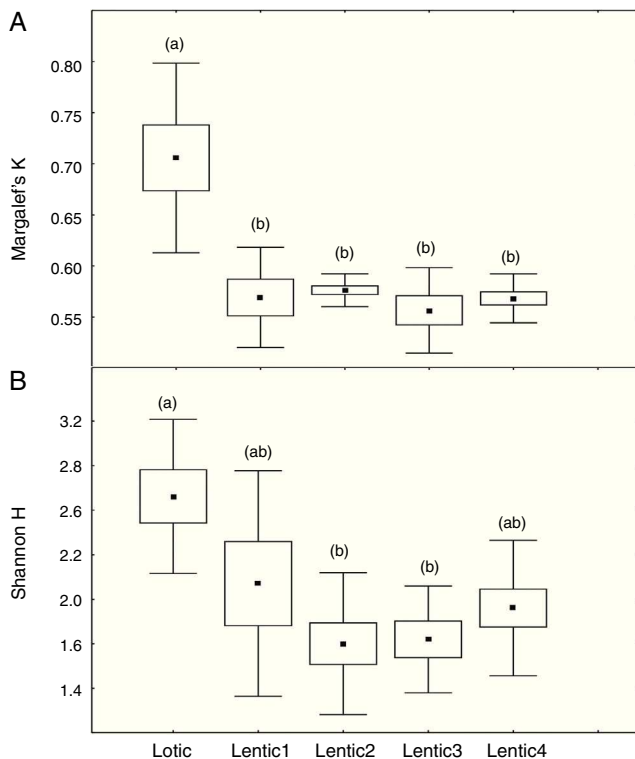 A
(a)
0.80
0.75
0.70
0.65
0.60
0.55
Margalef's K
(b)
(b)
(b)
(b)
B
(a)
3.2
2.8
2.6
2.2
2.0
1.6
1.4
Shannon H
(ab)
(b)
(b)
(ab)
Lotic Lentic1 Lentic2 Lentic3 Lentic4